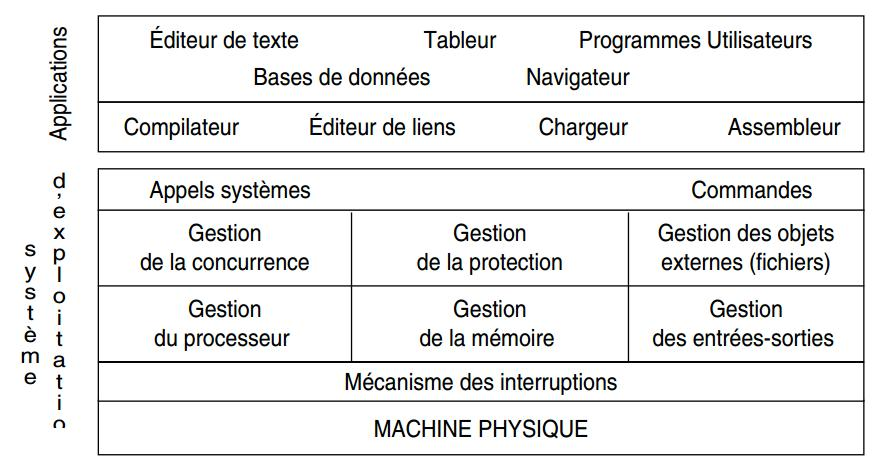 Applications
Éditeur de texte Tableur Programmes Utilisateurs
Bases de données Navigateur
Compilateur Éditeur de liens Chargeur Assembleur
système
d'exploitatio
Appels systèmes Commandes
Gestion de la concurrence
Gestion de la protection
Gestion des objets externes (fichiers)
Gestion du processeur
Gestion de la mémoire
Gestion des entrées-sorties
Mécanisme des interruptions
MACHINE PHYSIQUE